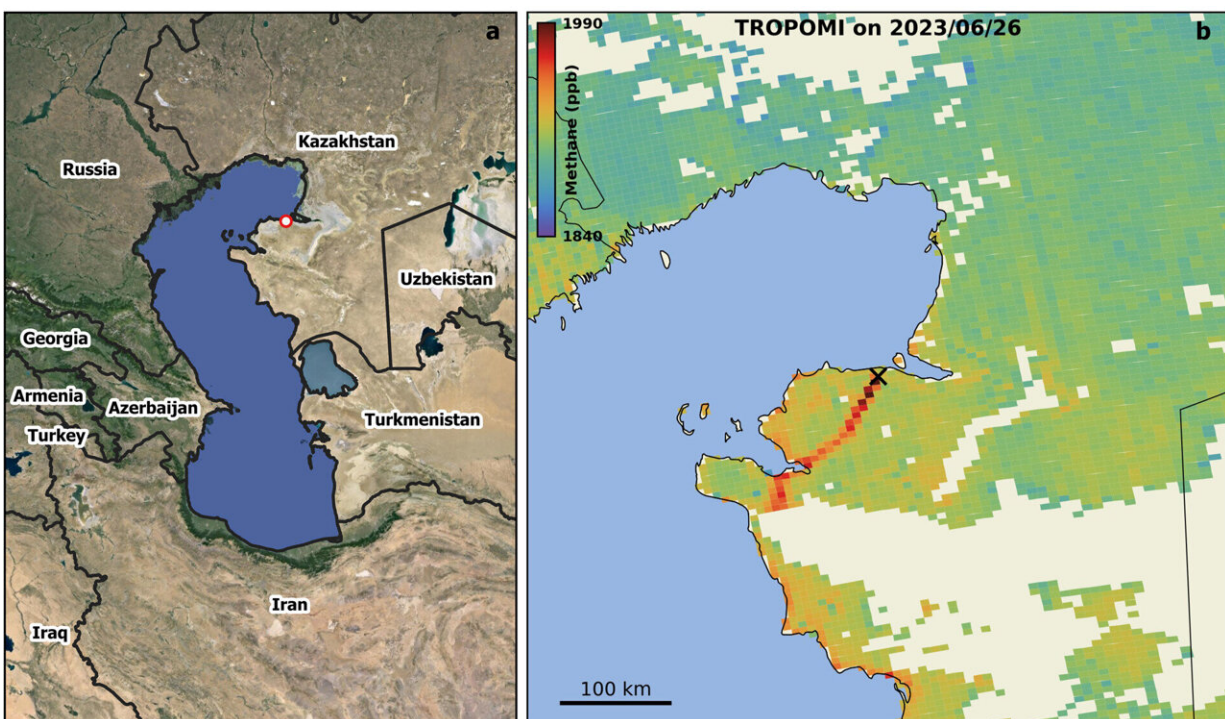 a
Kazakhstan
Russia
Uzbekistan
Georgia
Armenia
Azerbaijan
Turkmenistan
Turkey
Iran
Iraq
TROPOMI on 2023/06/26
b
1990
Methane (ppb)
1840
100 km